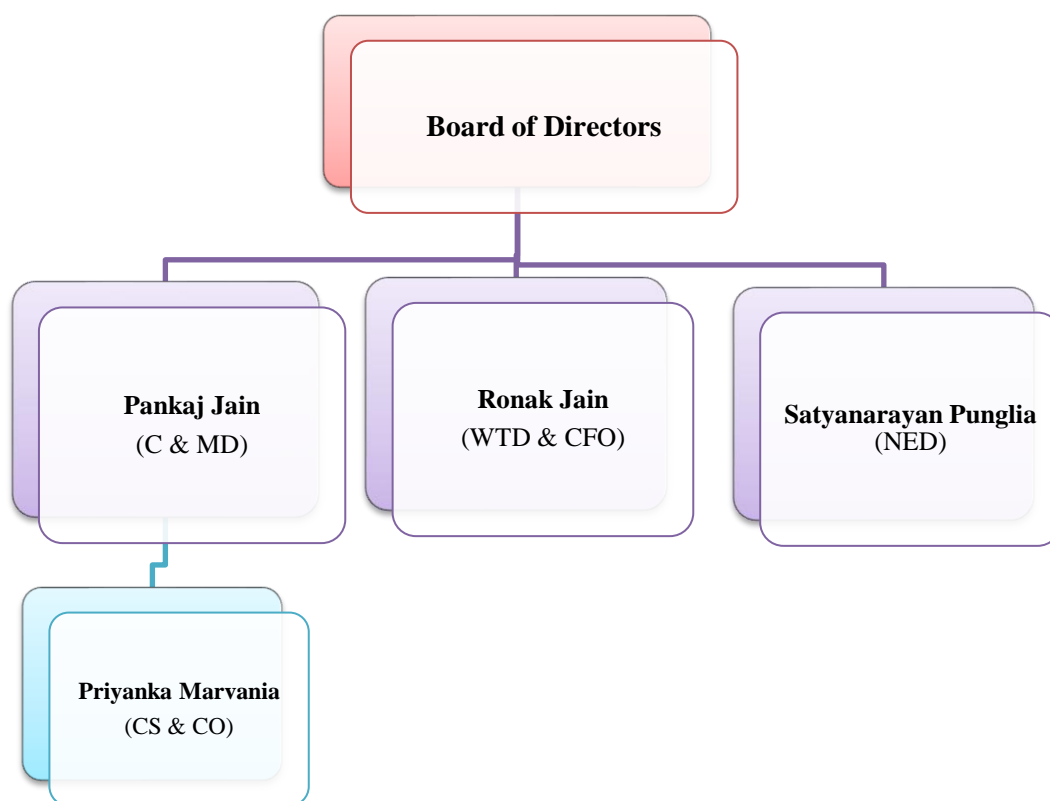 Board of Directors
Pankaj Jain
(C & MD)
Ronak Jain
(WTD & CFO)
Satyanarayan Punglia
(NED)
Priyanka Marvania
(CS & CO)